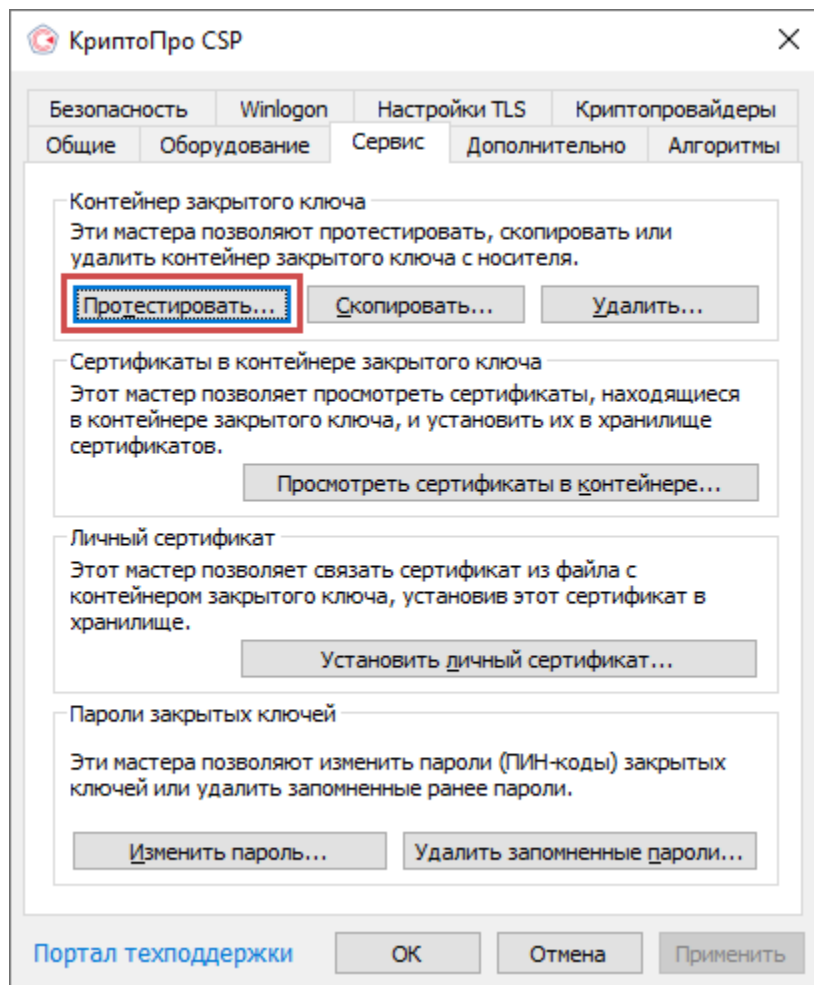 КриптоПро CSP
Безопасность Winlogon Настройки TLS Криптопровайдеры
Общие Оборудование Сервис Дополнительно Алгоритмы
Контейнер закрытого ключа
Эти мастера позволяют протестировать, скопировать или
удалить контейнер закрытого ключа с носителя.
Протестировать... Скопировать... Удалить...
Сертификаты в контейнере закрытого ключа
Этот мастер позволяет просмотреть сертификаты, находящиеся
в контейнере закрытого ключа, и установить их в хранилище
сертификатов.
Просмотреть сертификаты в контейнере...
Личный сертификат
Этот мастер позволяет связать сертификат из файла с
контейнером закрытого ключа, установив этот сертификат в
хранилище.
Установить личный сертификат...
Пароли закрытых ключей
Эти мастера позволяют изменить пароли (ПИН-коды) закрытых
ключей или удалить запомненные ранее пароли.
Изменить пароль... Удалить запомненные пароли...
Портал техподдержки ОК Отмена Применить